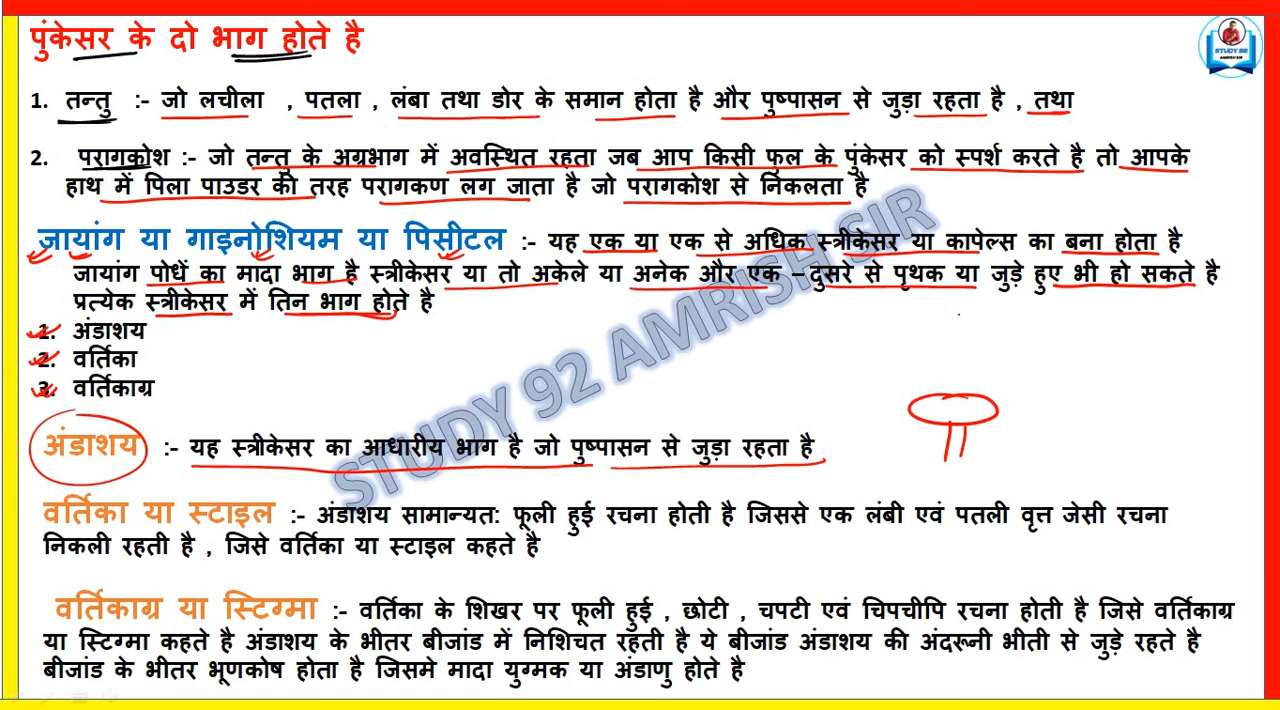 पुंकेसर के दो भाग होते है
STUDY 92
AMRISH SIR
1. तन्तु :- जो लचीला , पतला , लंबा तथा डोर के समान होता है और पुष्पासन से जुड़ा रहता है , तथा
2. परागकोश :- जो तन्तु के अग्रभाग में अवस्थित रहता जब आप किसी फुल के पुंकेसर को स्पर्श करते है तो आपके
हाथ में पिला पाउडर की तरह परागकण लग जाता है जो परागकोश से निकलता है
जायांग या गाइनोशियम या पिसीटल :- यह एक या एक से अधिक स्त्रीकेसर या कापेल्स का बना होता है
जायांग पोधें का मादा भाग है स्त्रीकेसर या तो अकेले या अनेक और एक – दुसरे से पृथक या जुड़े हुए भी हो सकते है
प्रत्येक स्त्रीकेसर में तिन भाग होते है
1. अंडाशय
2. वर्तिका
3. वर्तिकाग्र
STUDY 92 AMRISH SIR
अंडाशय :- यह स्त्रीकेसर का आधारीय भाग है जो पुष्पासन से जुड़ा रहता है
वर्तिका या स्टाइल :- अंडाशय सामान्यत: फूली हुई रचना होती है जिससे एक लंबी एवं पतली वृत्त जेसी रचना
निकली रहती है , जिसे वर्तिका या स्टाइल कहते है
वर्तिकाग्र या स्टिग्मा :- वर्तिका के शिखर पर फूली हुई , छोटी , चपटी एवं चिपचीपि रचना होती है जिसे वर्तिकाग्र
या स्टिग्मा कहते है अंडाशय के भीतर बीजांड में निशिचत रहती है ये बीजांड अंडाशय की अंदरूनी भीती से जुड़े रहते है
बीजांड के भीतर भूणकोष होता है जिसमे मादा युग्मक या अंडाणु होते है